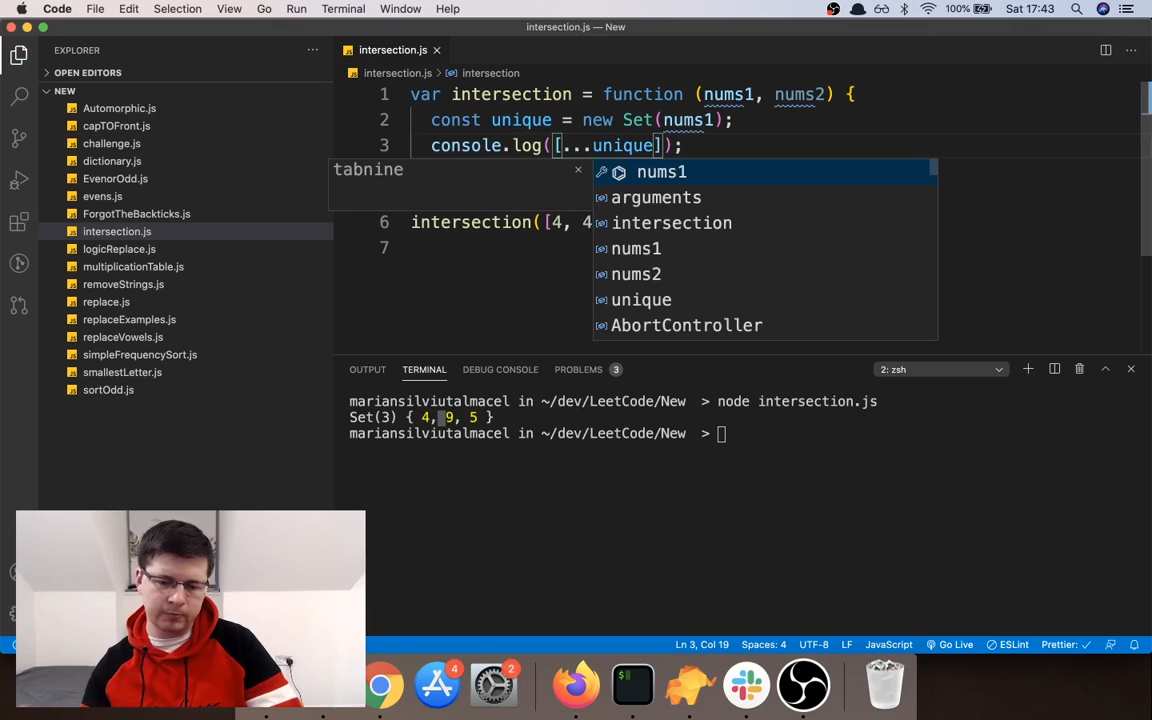 Code File Edit Selection View Go Run Terminal Window Help 100% Sat 17:43
intersection.js — New
EXPLORER
intersection.js
OPEN EDITORS
intersection.js > intersection
NEW
Automorphic.js
capTOFront.js
challenge.js
dictionary.js
EvenorOdd.js
evens.js
ForgotTheBackticks.js
intersection.js
logicReplace.js
multiplicationTable.js
removeStrings.js
replace.js
replaceExamples.js
replaceVowels.js
simpleFrequencySort.js
smallestLetter.js
sortOdd.js
1 var intersection = function (nums1, nums2) {
2 const unique = new Set(nums1);
3 console.log([...unique]);
tabnine
6 intersection([4, 4
7
nums1
arguments
intersection
nums1
nums2
unique
AbortController
OUTPUT TERMINAL DEBUG CONSOLE PROBLEMS 3 2: zsh
mariansilviutalmacel in ~/dev/LeetCode/New > node intersection.js
Set(3) { 4, 9, 5 }
mariansilviutalmacel in ~/dev/LeetCode/New >
Ln 3, Col 19 Spaces: 4 UTF-8 LF JavaScript Go Live ESLint Prettier: ✓
4
2
$